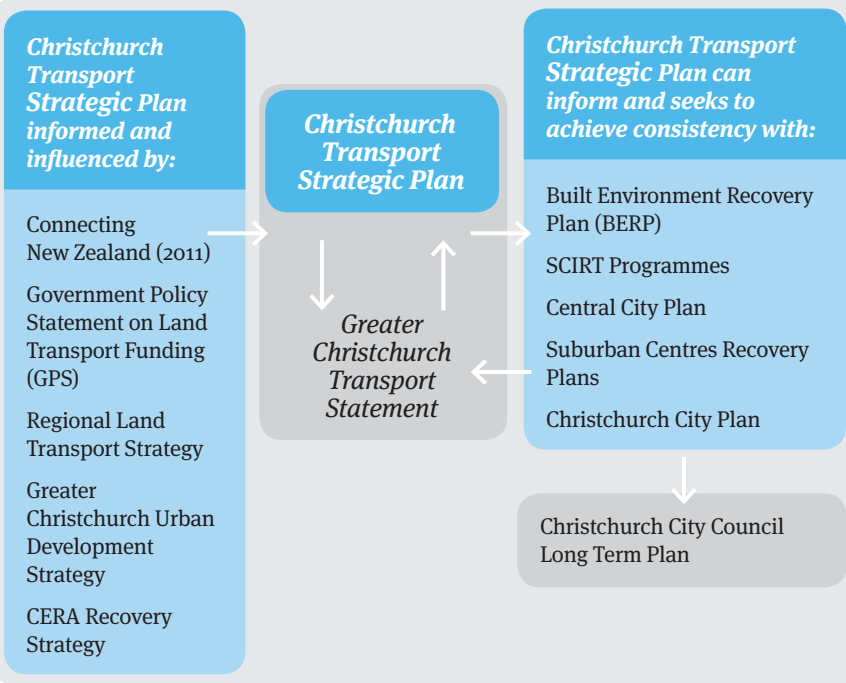 Christchurch
Transport
Strategic Plan
informed and
influenced by:
Connecting
New Zealand (2011)
Government Policy
Statement on Land
Transport Funding
(GPS)
Regional Land
Transport Strategy
Greater
Christchurch Urban
Development
Strategy
CERA Recovery
Strategy
Christchurch
Transport
Strategic Plan
Greater
Christchurch
Transport
Statement
Christchurch Transport
Strategic Plan can
inform and seeks to
achieve consistency with:
Built Environment Recovery
Plan (BERP)
SCIRT Programmes
Central City Plan
Suburban Centres Recovery
Plans
Christchurch City Plan
Christchurch City Council
Long Term Plan